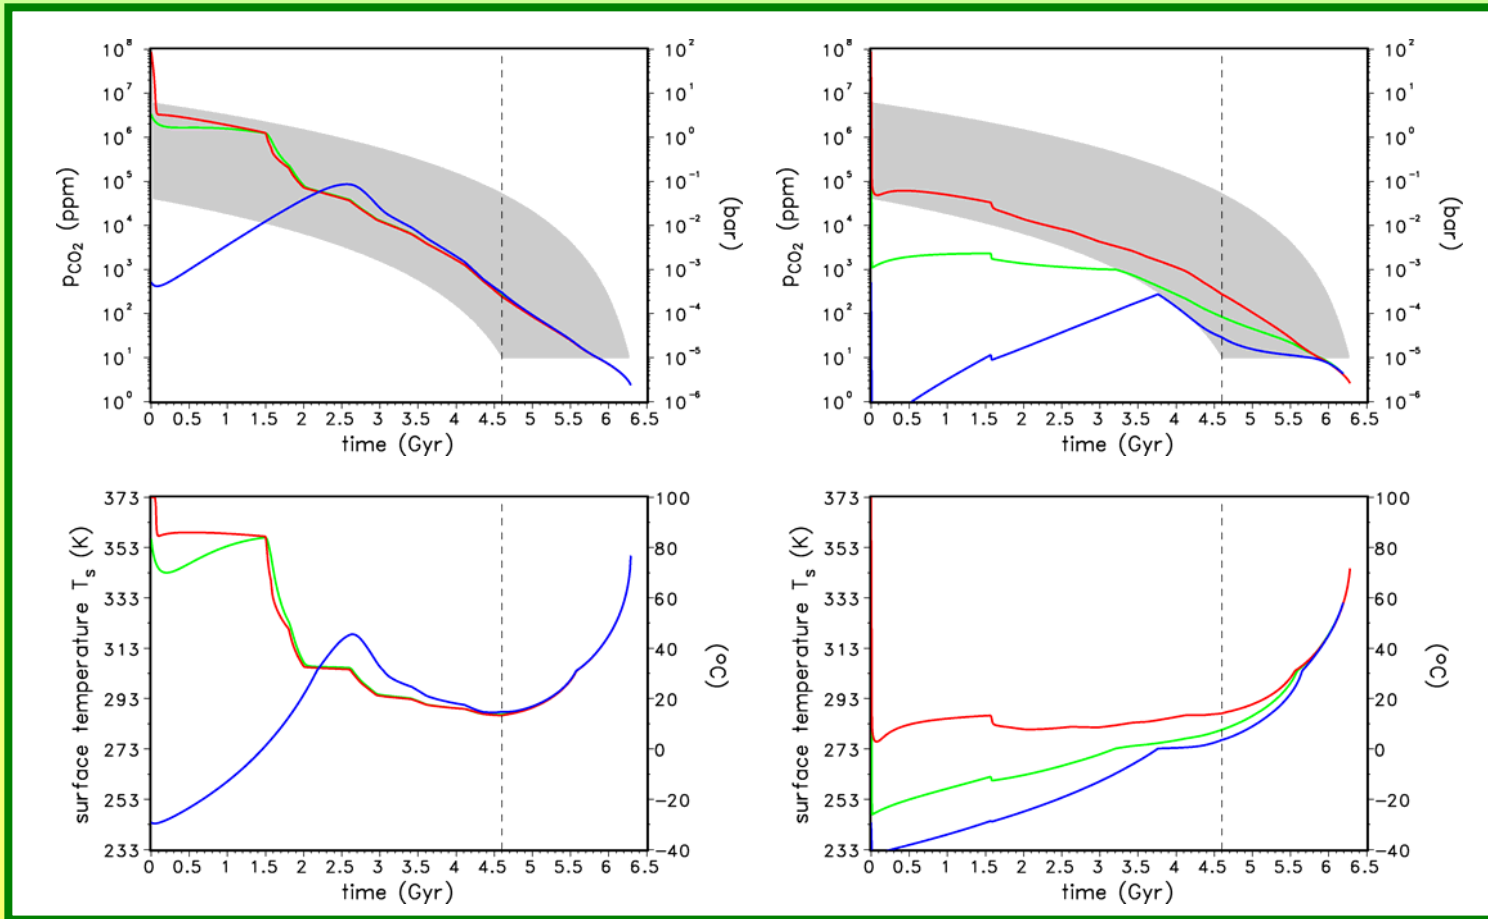 10⁸ 10⁷ 10⁶ 10⁵ 10⁴ 10³ 10² 10¹ 10⁰
pCO₂ (ppm)
10² 10¹ 10⁰ 10⁻¹ 10⁻² 10⁻³ 10⁻⁴ 10⁻⁵ 10⁻⁶
(bar)
0 0.5 1 1.5 2 2.5 3 3.5 4 4.5 5 5.5 6 6.5
time (Gyr)
10⁸ 10⁷ 10⁶ 10⁵ 10⁴ 10³ 10² 10¹ 10⁰
pCO₂ (ppm)
10² 10¹ 10⁰ 10⁻¹ 10⁻² 10⁻³ 10⁻⁴ 10⁻⁵ 10⁻⁶
(bar)
0 0.5 1 1.5 2 2.5 3 3.5 4 4.5 5 5.5 6 6.5
time (Gyr)
373 353 333 313 293 273 253 233
surface temperature Tₛ (K)
100 80 60 40 20 0 −20 −40
(°C)
0 0.5 1 1.5 2 2.5 3 3.5 4 4.5 5 5.5 6 6.5
time (Gyr)
373 353 333 313 293 273 253 233
surface temperature Tₛ (K)
100 80 60 40 20 0 −20 −40
(°C)
0 0.5 1 1.5 2 2.5 3 3.5 4 4.5 5 5.5 6 6.5
time (Gyr)